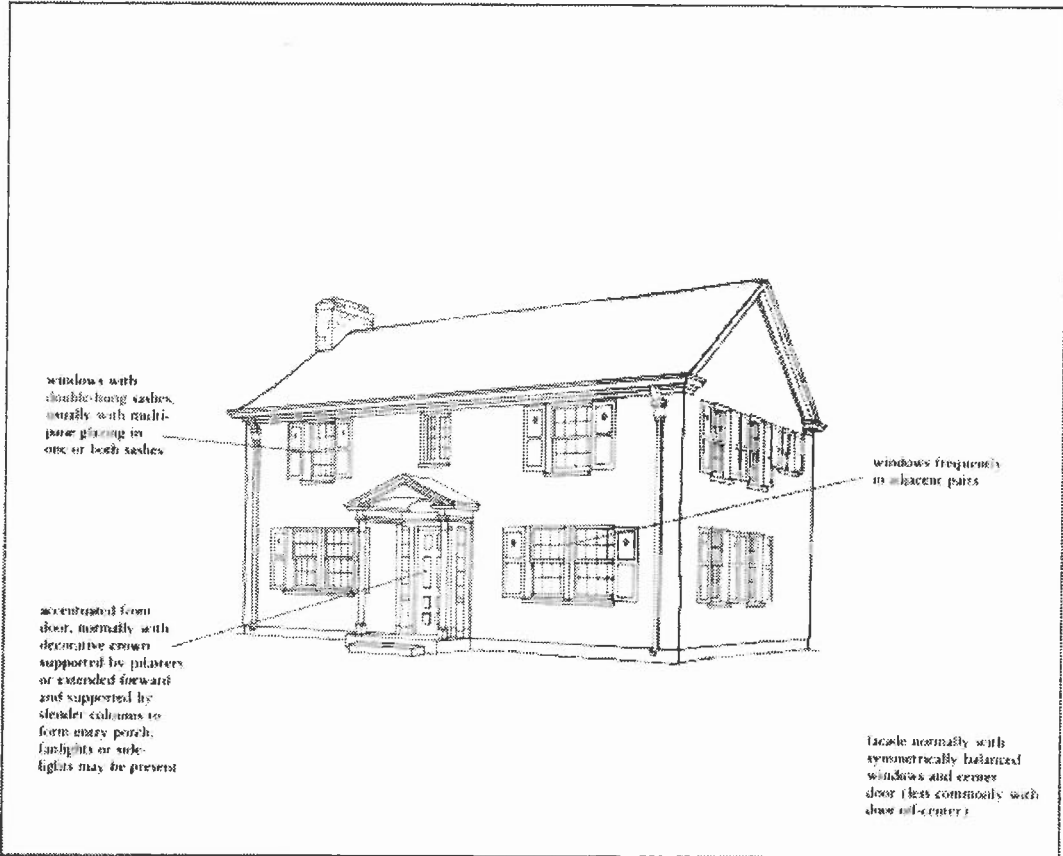 windows with
double-hung sashes,
usually with multi-
pane glazing in
one or both sashes
windows frequently
in adjacent pairs
accentuated front
door, normally with
decorative crown
supported by pilasters
or extended forward
and supported by
slender columns to
form entry porch;
fanlights or side-
lights may be present
facade normally with
symmetrically balanced
windows and center
door (less commonly with
door off-center)